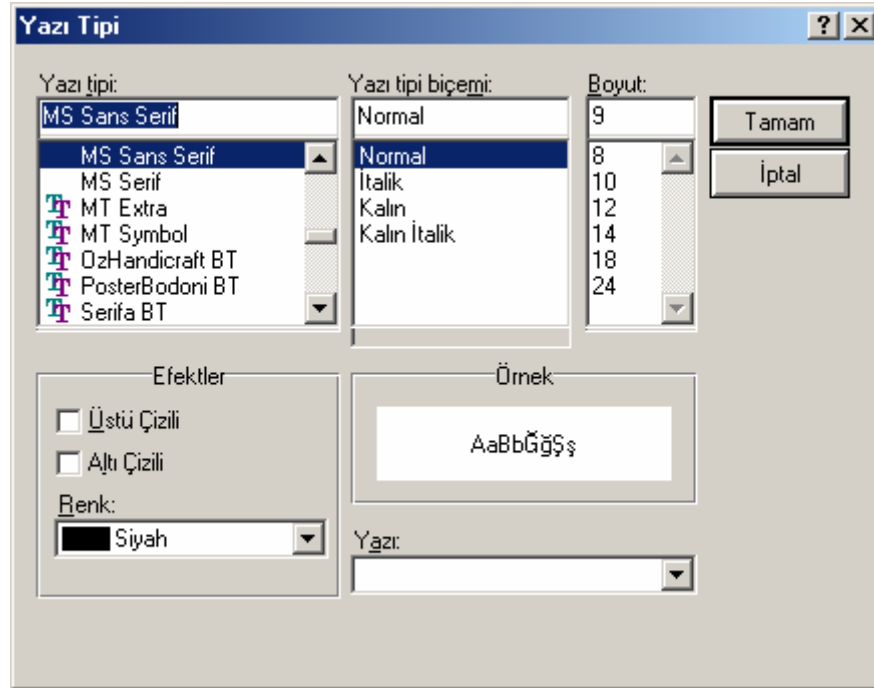 Yazı Tipi
Yazı tipi:
MS Sans Serif
MS Sans Serif
MS Serif
MT Extra
MT Symbol
OzHandicraft BT
PosterBodoni BT
Serifa BT
Yazı tipi biçemi:
Normal
Normal
İtalik
Kalın
Kalın İtalik
Boyut:
9
8
10
12
14
18
24
Tamam
İptal
Efektler
Üstü Çizili
Altı Çizili
Renk:
Siyah
Örnek
AaBbĞğŞş
Yazı: